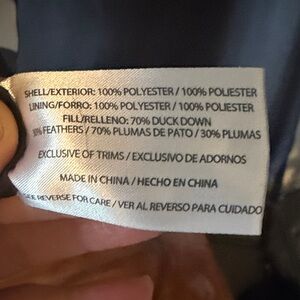 SHELL/EXTERIOR: 100% POLYESTER / 100% POLIESTER
LINING/FORRO: 100% POLYESTER / 100% POLIESTER
FILL/RELLENO: 70% DUCK DOWN
30% FEATHERS / 70% PLUMAS DE PATO / 30% PLUMAS
EXCLUSIVE OF TRIMS / EXCLUSIVO DE ADORNOS
MADE IN CHINA / HECHO EN CHINA
SEE REVERSE FOR CARE / VER AL REVERSO PARA CUIDADO